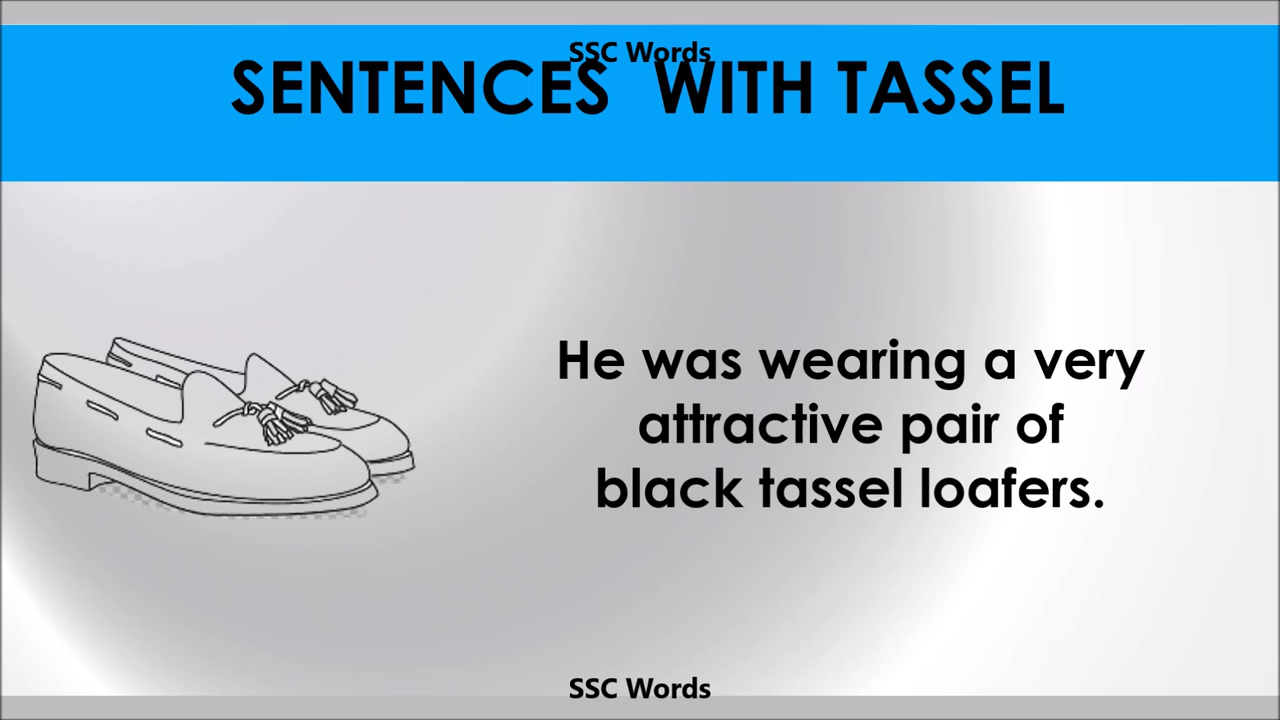 SSC Words
SENTENCES WITH TASSEL
He was wearing a very
attractive pair of
black tassel loafers.
SSC Words